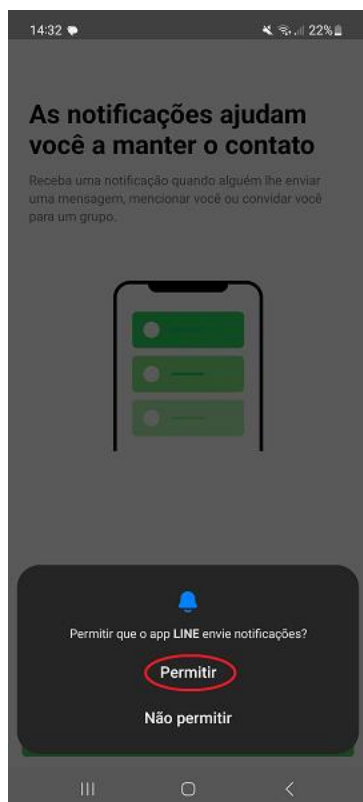 14:32 22%
As notificações ajudam
você a manter o contato
Receba uma notificação quando alguém lhe enviar
uma mensagem, mencionar você ou convidar você
para um grupo.
Permitir que o app LINE envie notificações?
Permitir
Não permitir